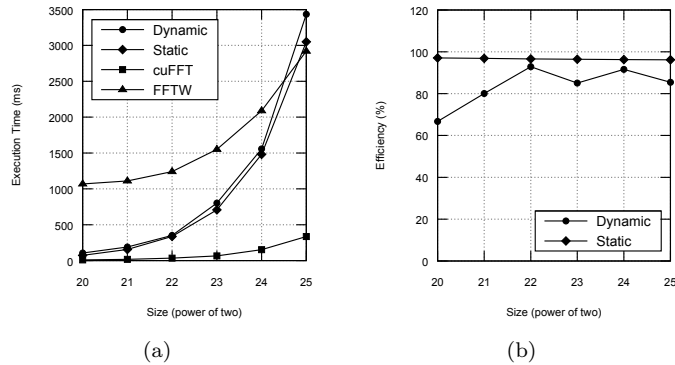 3500
3000
2500
2000
1500
1000
500
0
Execution Time (ms)
Dynamic
Static
cuFFT
FFTW
20 21 22 23 24 25
Size (power of two)
(a)
120
100
80
60
40
20
0
Efficiency (%)
Dynamic
Static
20 21 22 23 24 25
Size (power of two)
(b)